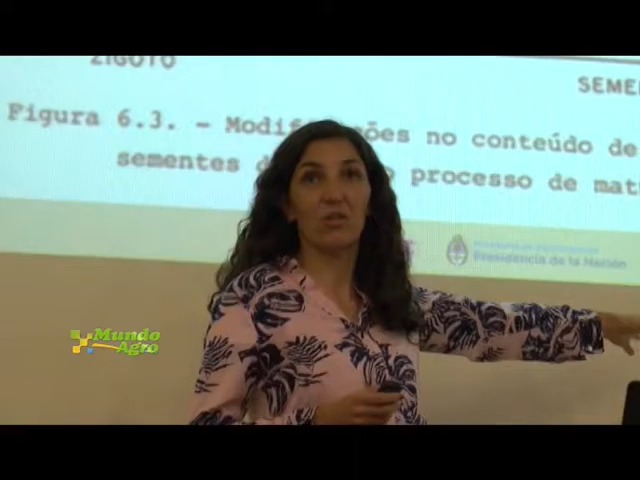 ZIGOTO
SEME
Figura 6.3. - Modif ões no conteúdo de
sementes d processo de mat
Presidencia de la Nación
Mundo
Agro